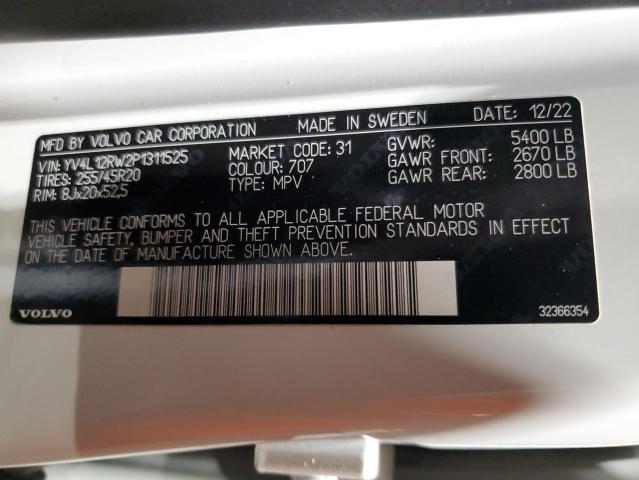 MFD BY VOLVO CAR CORPORATION MADE IN SWEDEN DATE: 12/22
VIN: YV4L12RW2P1311525 MARKET CODE: 31 GVWR: 5400 LB
TIRES: 255/45R20 COLOUR: 707 GAWR FRONT: 2670 LB
RIM: 8Jx20x52,5 TYPE: MPV GAWR REAR: 2800 LB
THIS VEHICLE CONFORMS TO ALL APPLICABLE FEDERAL MOTOR
VEHICLE SAFETY, BUMPER AND THEFT PREVENTION STANDARDS IN EFFECT
ON THE DATE OF MANUFACTURE SHOWN ABOVE.
VOLVO 32366354